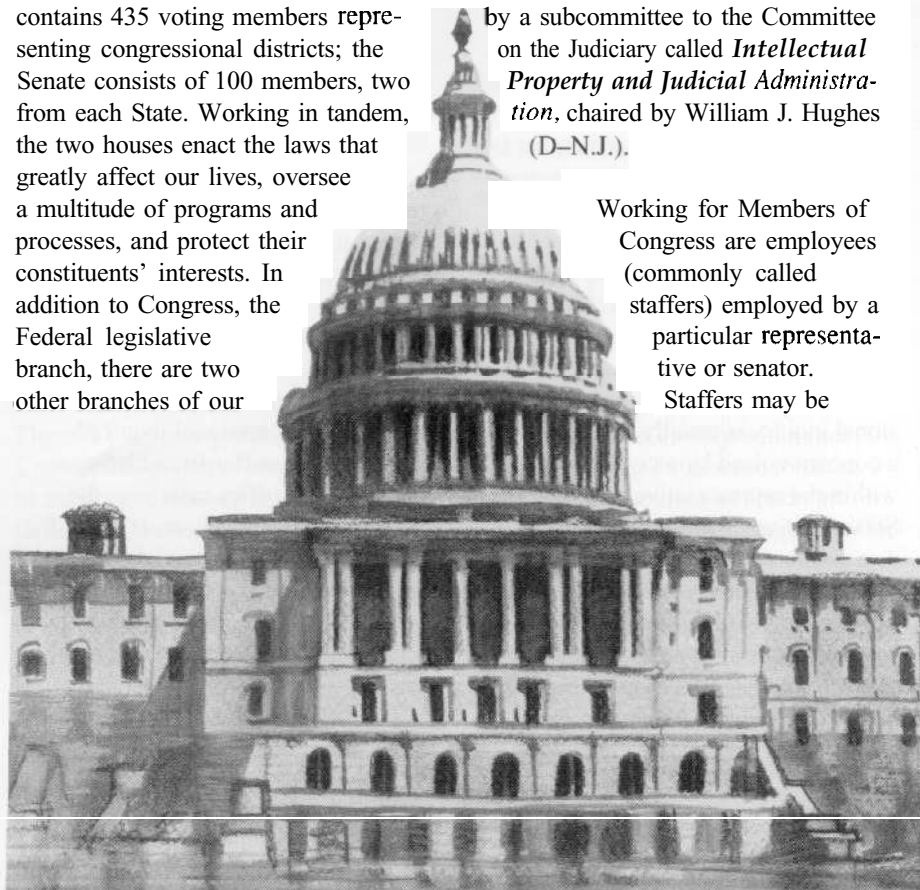 contains 435 voting members repre-
senting congressional districts; the
Senate consists of 100 members, two
from each State. Working in tandem,
the two houses enact the laws that
greatly affect our lives, oversee
a multitude of programs and
processes, and protect their
constituents' interests. In
addition to Congress, the
Federal legislative
branch, there are two
other branches of our
by a subcommittee to the Committee
on the Judiciary called Intellectual
Property and Judicial Administra-
tion, chaired by William J. Hughes
(D–N.J.).
Working for Members of
Congress are employees
(commonly called
staffers) employed by a
particular representa-
tive or senator.
Staffers may be